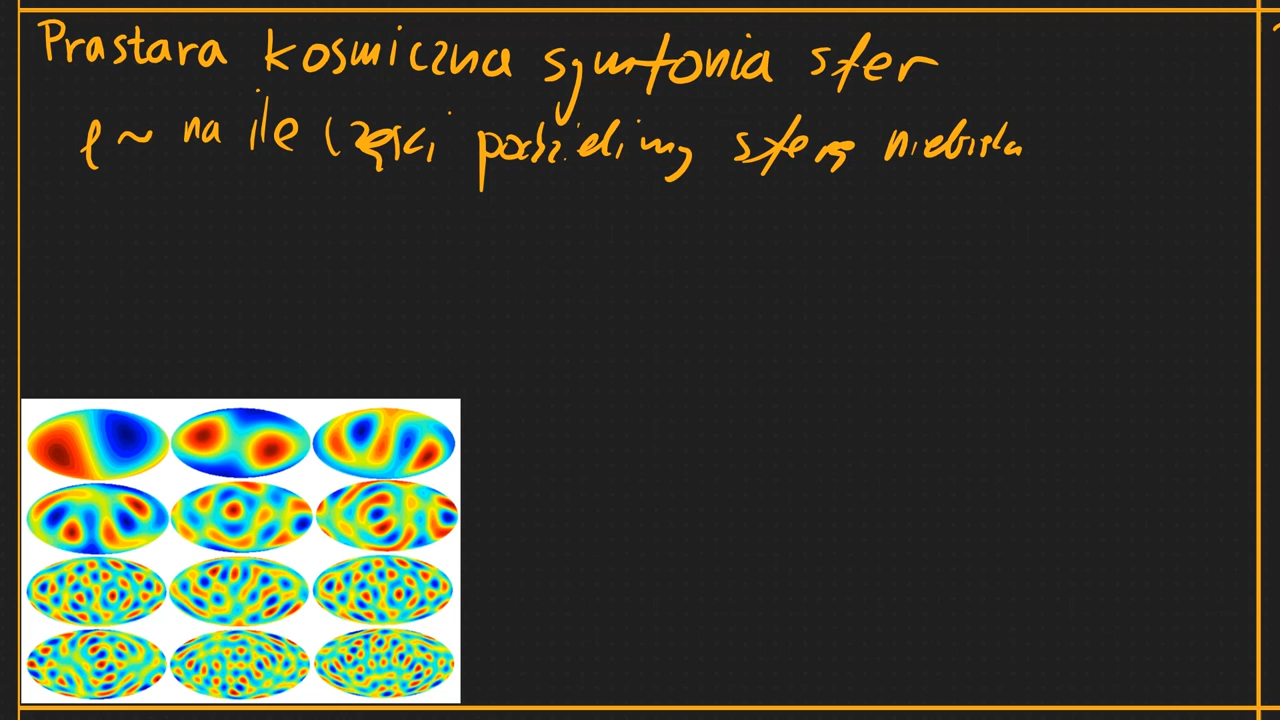 Prastara kosmiczna symfonia sfer
l ~ na ile części podzielimy sferę niebieską